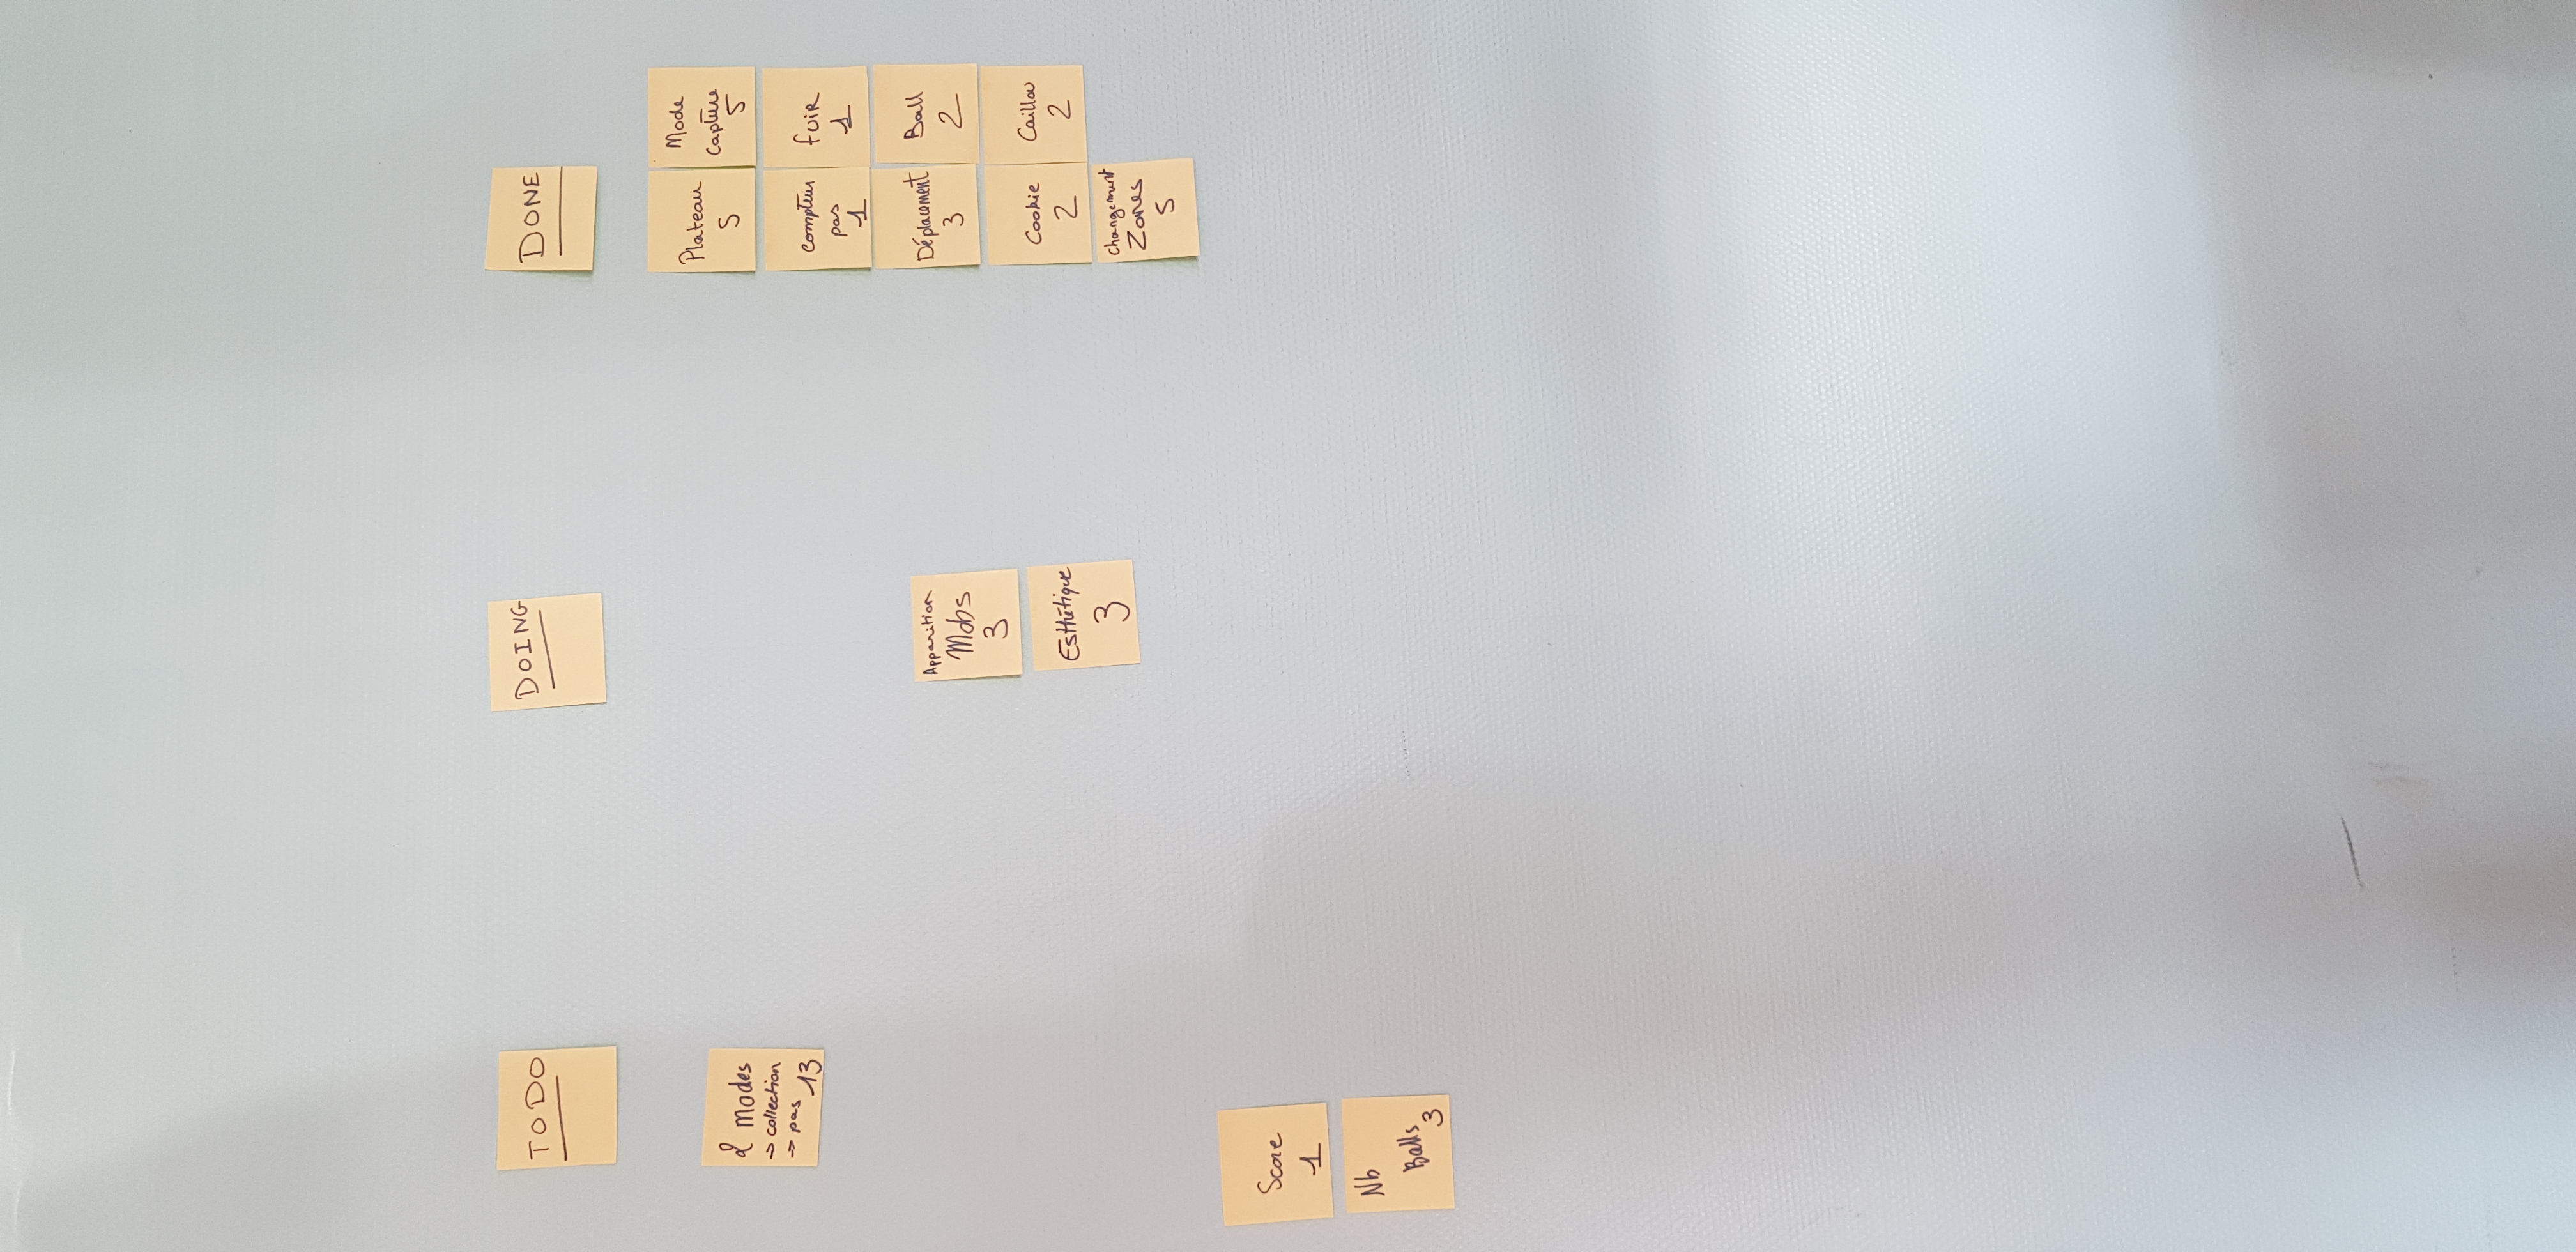 TO DO
DOING
DONE
2 modes
→ collection
→ pas 13
Apparition
Mobs
3
Esthétique
3
Plateau
5
Mode
Capture
5
Compteur
pas
1
fuir
1
Déplacement
3
Ball
2
Cookie
2
Caillou
2
Changement
Zones
5
Score
1
Nb
Balls
3